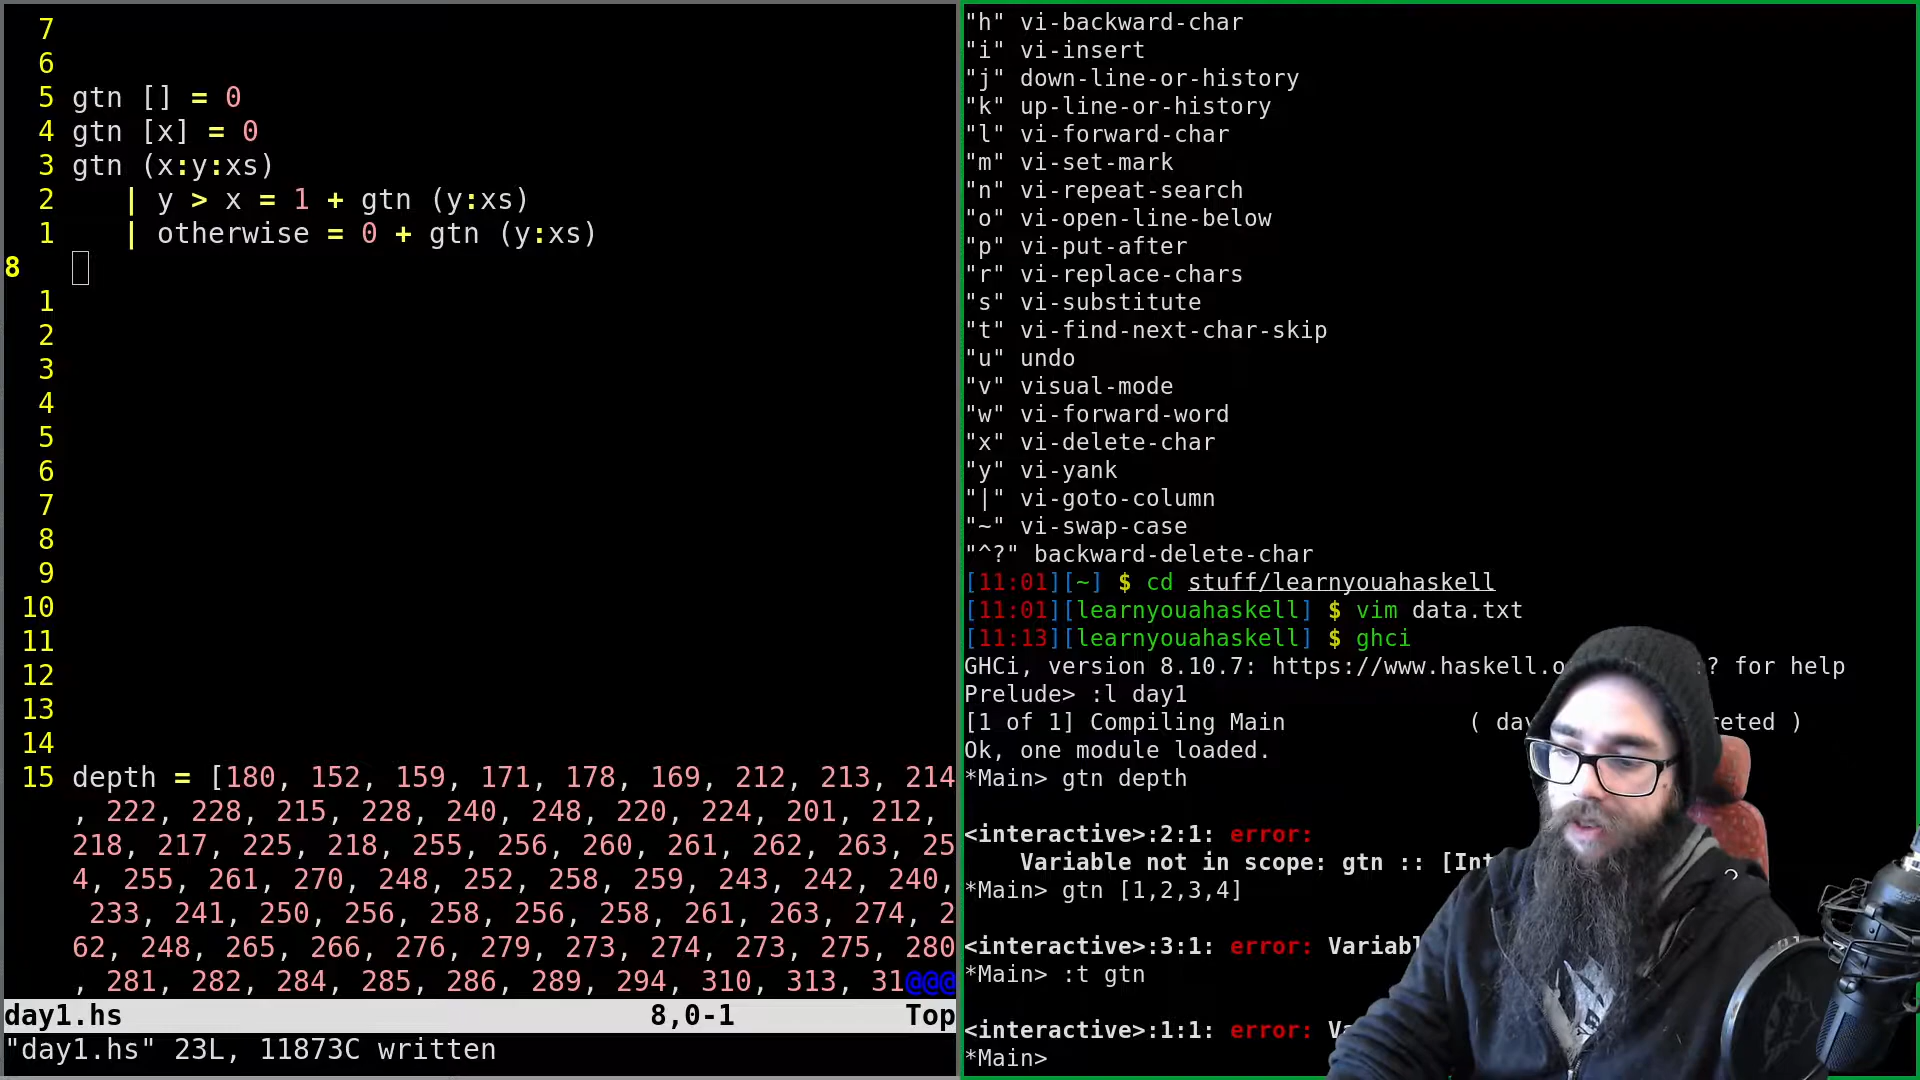 7
6
5 gtn [] = 0
4 gtn [x] = 0
3 gtn (x:y:xs)
2 | y > x = 1 + gtn (y:xs)
1 | otherwise = 0 + gtn (y:xs)
8
1
2
3
4
5
6
7
8
9
10
11
12
13
14
15 depth = [180, 152, 159, 171, 178, 169, 212, 213, 214
, 222, 228, 215, 228, 240, 248, 220, 224, 201, 212,
218, 217, 225, 218, 255, 256, 260, 261, 262, 263, 25
4, 255, 261, 270, 248, 252, 258, 259, 243, 242, 240,
233, 241, 250, 256, 258, 256, 258, 261, 263, 274, 2
62, 248, 265, 266, 276, 279, 273, 274, 273, 275, 280
, 281, 282, 284, 285, 286, 289, 294, 310, 313, 31@@@
day1.hs 8,0-1 Top
"day1.hs" 23L, 11873C written
"h" vi-backward-char
"i" vi-insert
"j" down-line-or-history
"k" up-line-or-history
"l" vi-forward-char
"m" vi-set-mark
"n" vi-repeat-search
"o" vi-open-line-below
"p" vi-put-after
"r" vi-replace-chars
"s" vi-substitute
"t" vi-find-next-char-skip
"u" undo
"v" visual-mode
"w" vi-forward-word
"x" vi-delete-char
"y" vi-yank
"|" vi-goto-column
"~" vi-swap-case
"^?" backward-delete-char
[11:01][~] $ cd stuff/learnyouahaskell
[11:01][learnyouahaskell] $ vim data.txt
[11:13][learnyouahaskell] $ ghci
GHCi, version 8.10.7: https://www.haskell.o ? for help
Prelude> :l day1
[1 of 1] Compiling Main ( day reted )
Ok, one module loaded.
*Main> gtn depth
<interactive>:2:1: error:
Variable not in scope: gtn :: [Int
*Main> gtn [1,2,3,4]
<interactive>:3:1: error: Variabl
*Main> :t gtn
<interactive>:1:1: error: Va
*Main>